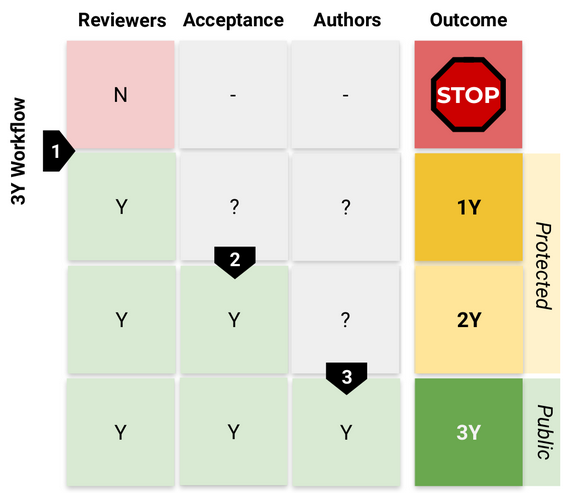 Reviewers Acceptance Authors Outcome
3Y Workflow
N - - STOP
1
Y ? ? 1Y
2
Protected
Y Y ? 2Y
3
Y Y Y 3Y
Public